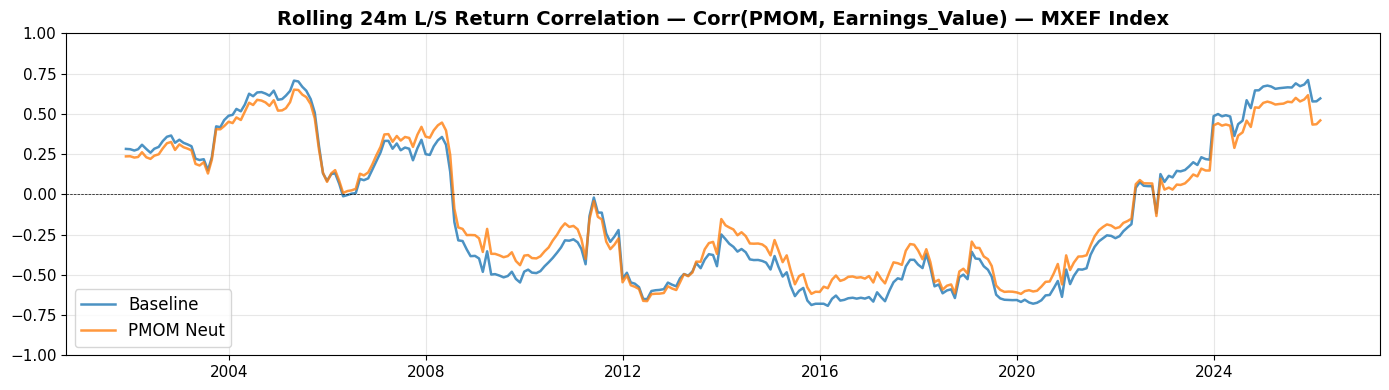 Rolling 24m L/S Return Correlation — Corr(PMOM, Earnings_Value) — MXEF Index
1.00
0.75
0.50
0.25
0.00
−0.25
−0.50
−0.75
−1.00
Baseline
PMOM Neut
2004 2008 2012 2016 2020 2024